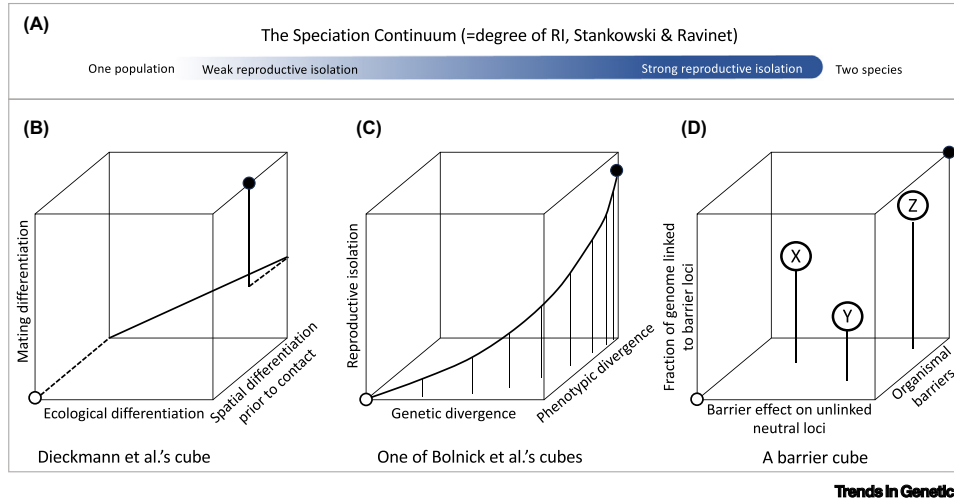 (A)
The Speciation Continuum (=degree of RI, Stankowski & Ravinet)
One population
Weak reproductive isolation
Strong reproductive isolation
Two species
(B)
Mating differentiation
Ecological differentiation
Spatial differentiation
prior to contact
Dieckmann et al.'s cube
(C)
Reproductive isolation
Genetic divergence
Phenotypic divergence
One of Bolnick et al.'s cubes
(D)
Fraction of genome linked
to barrier loci
X
Y
Z
Barrier effect on unlinked
neutral loci
Organismal
barriers
A barrier cube
Trends in Genetic